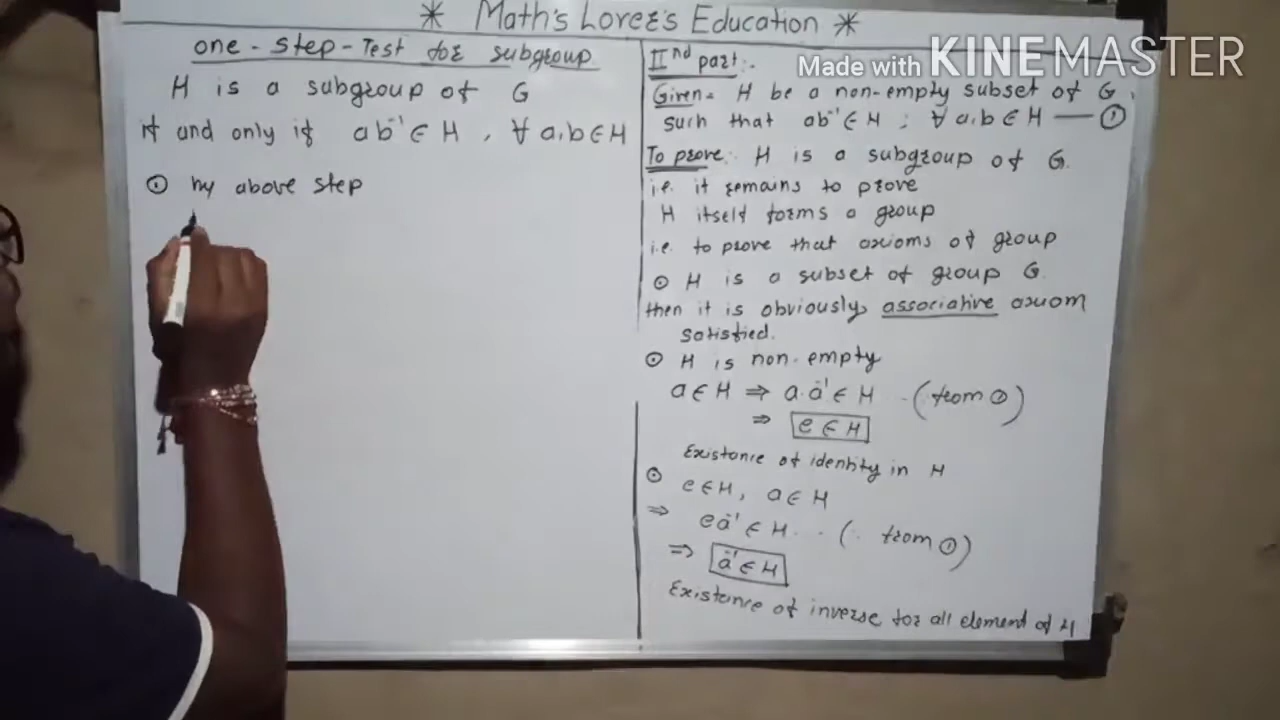 * Math's Lover's Education *
one-step-Test for subgroup
H is a subgroup of G
if and only if ab⁻¹ ∈ H , ∀ a,b ∈ H
⊙ by above step
IInd part:.
Given= H be a non-empty subset of G,
such that ab⁻¹ ∈ H ; ∀ a,b ∈ H — ①
To prove: H is a subgroup of G.
i.e. it remains to prove
H itself forms a group
i.e. to prove that axioms of group
⊙ H is a subset of group G.
then it is obviously associative axiom
satisfied.
⊙ H is non-empty
a ∈ H ⇒ a.a⁻¹ ∈ H ..(from ①)
⇒ e ∈ H
Existance of identity in H
⊙ e ∈ H, a ∈ H
⇒ ea⁻¹ ∈ H .. (∵ from ①)
⇒ a⁻¹ ∈ H
Existance of inverse for all element of H
Made with KINEMASTER